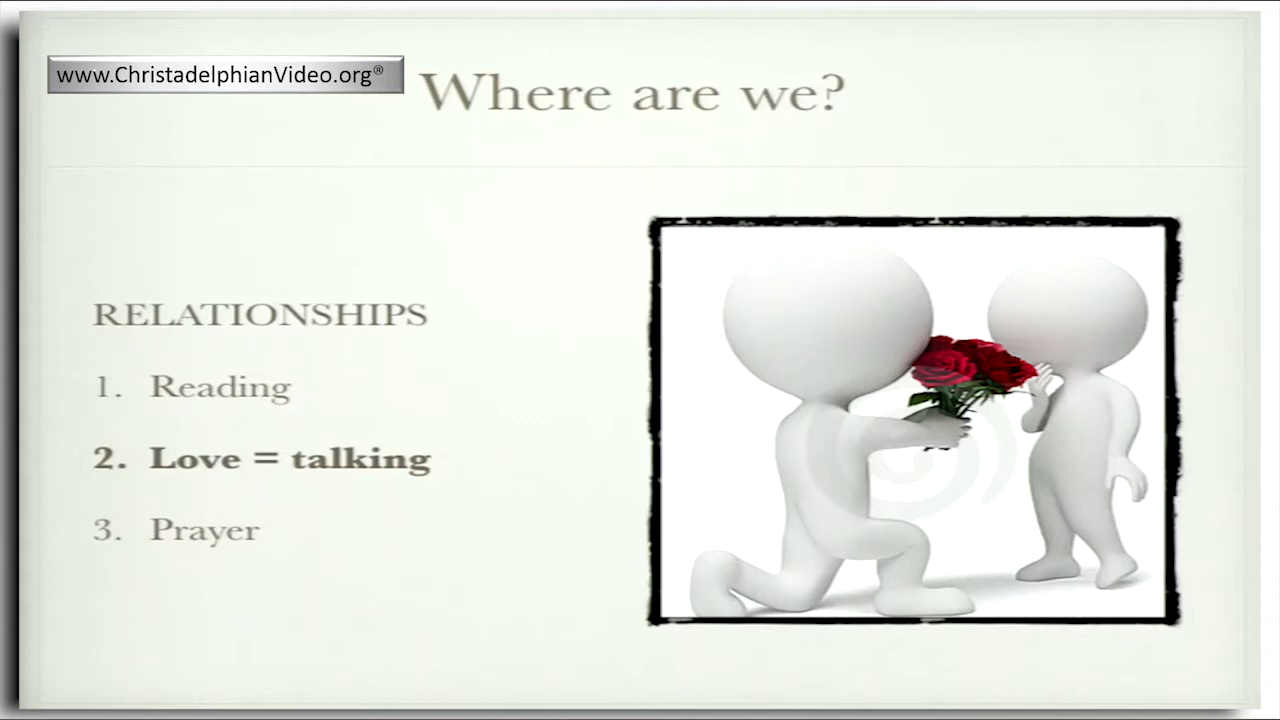 www.ChristadelphianVideo.org®
Where are we?
RELATIONSHIPS
1. Reading
2. Love = talking
3. Prayer